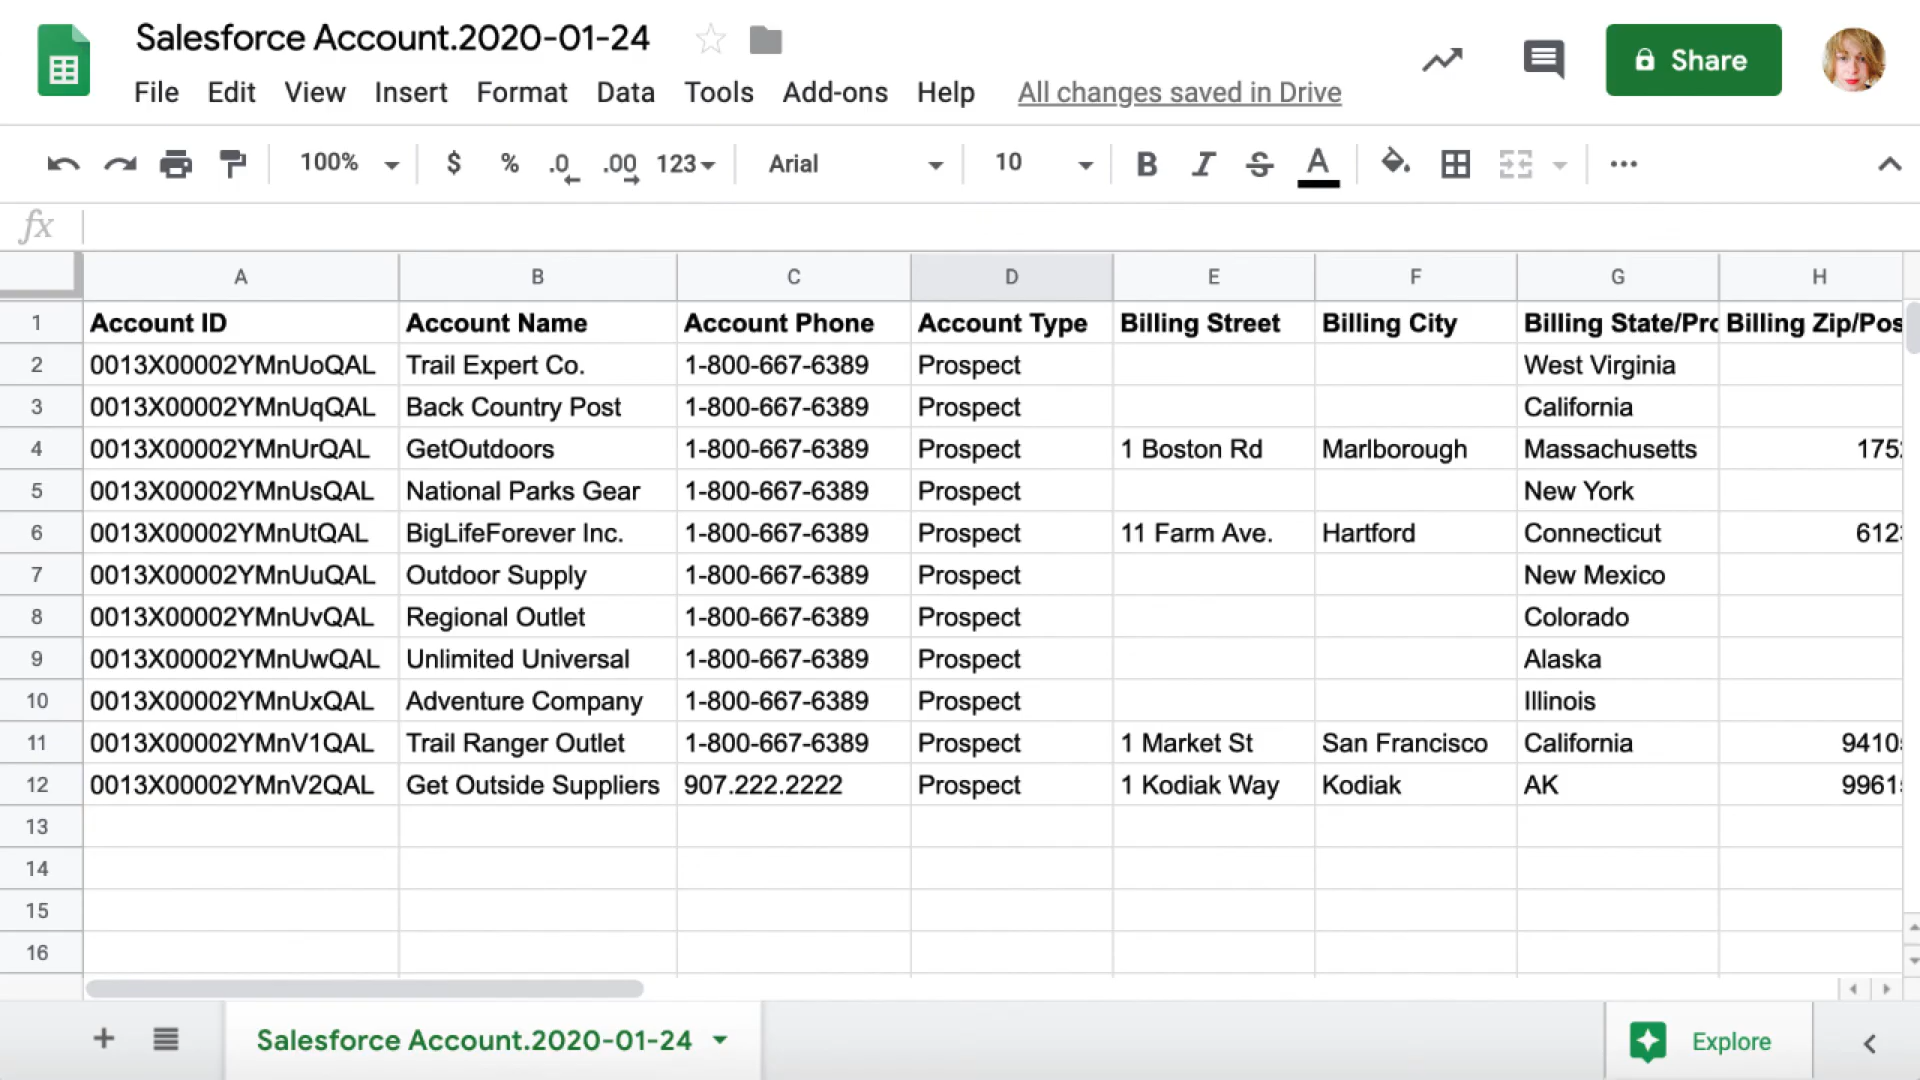 Salesforce Account.2020-01-24
File Edit View Insert Format Data Tools Add-ons Help All changes saved in Drive
Share
100% $ % .0 .00 123 Arial 10 B I S A
fx
A B C D E F G H
1 Account ID Account Name Account Phone Account Type Billing Street Billing City Billing State/Pro Billing Zip/Pos
2 0013X00002YMnUoQAL Trail Expert Co. 1-800-667-6389 Prospect West Virginia
3 0013X00002YMnUqQAL Back Country Post 1-800-667-6389 Prospect California
4 0013X00002YMnUrQAL GetOutdoors 1-800-667-6389 Prospect 1 Boston Rd Marlborough Massachusetts 175
5 0013X00002YMnUsQAL National Parks Gear 1-800-667-6389 Prospect New York
6 0013X00002YMnUtQAL BigLifeForever Inc. 1-800-667-6389 Prospect 11 Farm Ave. Hartford Connecticut 612
7 0013X00002YMnUuQAL Outdoor Supply 1-800-667-6389 Prospect New Mexico
8 0013X00002YMnUvQAL Regional Outlet 1-800-667-6389 Prospect Colorado
9 0013X00002YMnUwQAL Unlimited Universal 1-800-667-6389 Prospect Alaska
10 0013X00002YMnUxQAL Adventure Company 1-800-667-6389 Prospect Illinois
11 0013X00002YMnV1QAL Trail Ranger Outlet 1-800-667-6389 Prospect 1 Market St San Francisco California 9410
12 0013X00002YMnV2QAL Get Outside Suppliers 907.222.2222 Prospect 1 Kodiak Way Kodiak AK 9961
13
14
15
16
Salesforce Account.2020-01-24
Explore